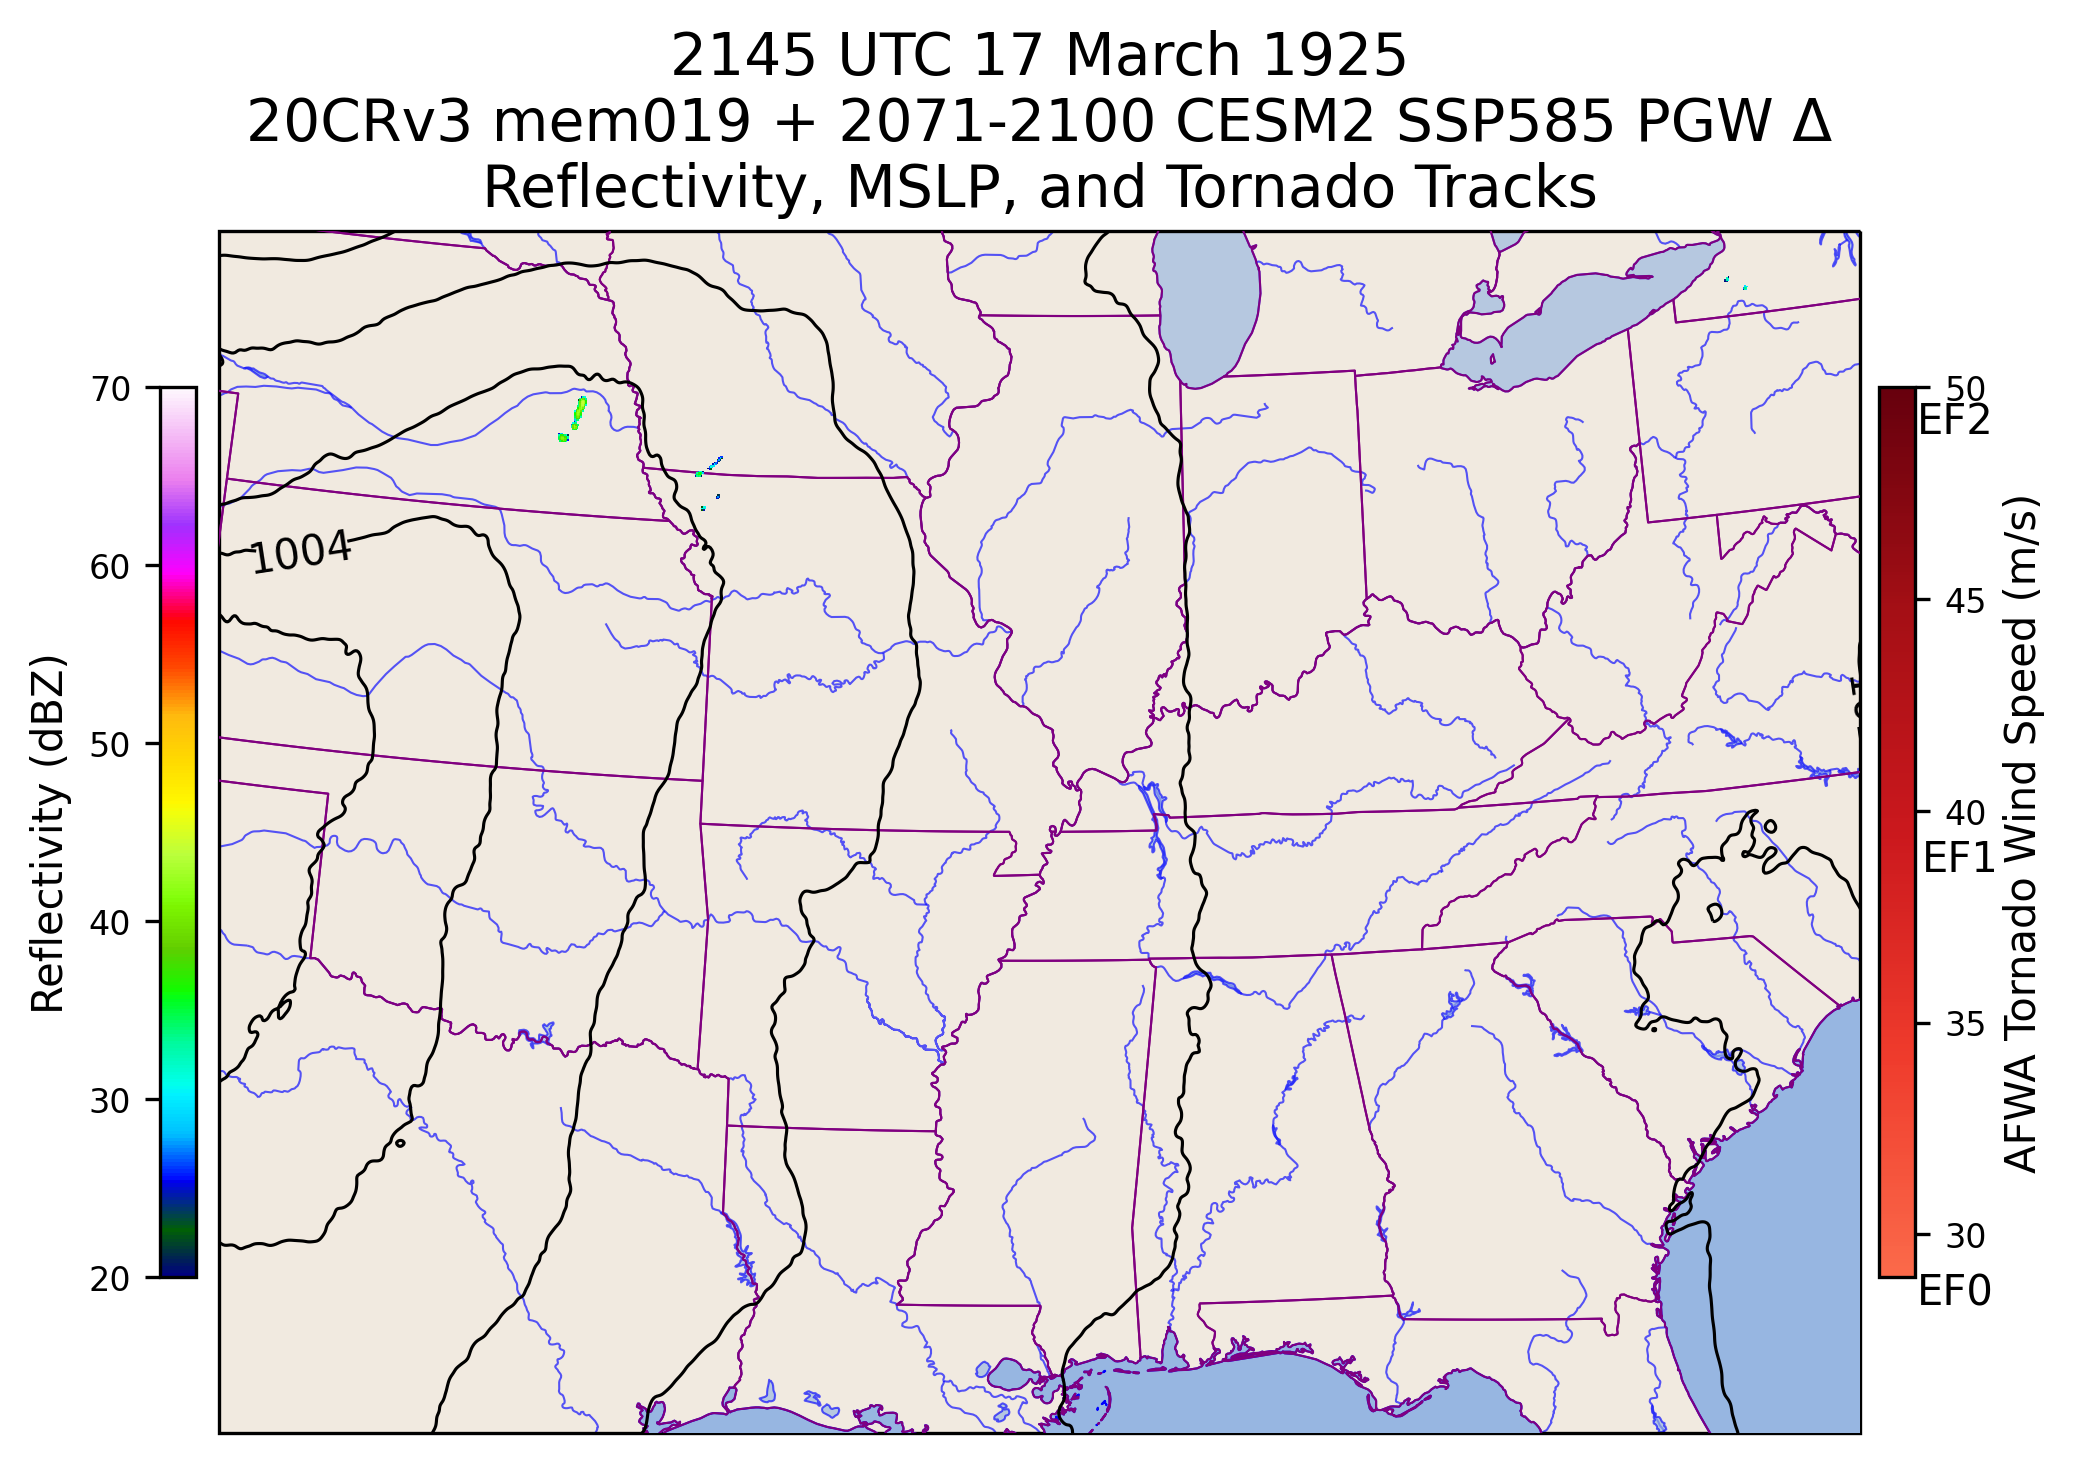 2145 UTC 17 March 1925
20CRv3 mem019 + 2071-2100 CESM2 SSP585 PGW Δ
Reflectivity, MSLP, and Tornado Tracks
70
60
50
40
30
20
Reflectivity (dBZ)
1004
50
EF2
45
40
EF1
35
30
EF0
AFWA Tornado Wind Speed (m/s)